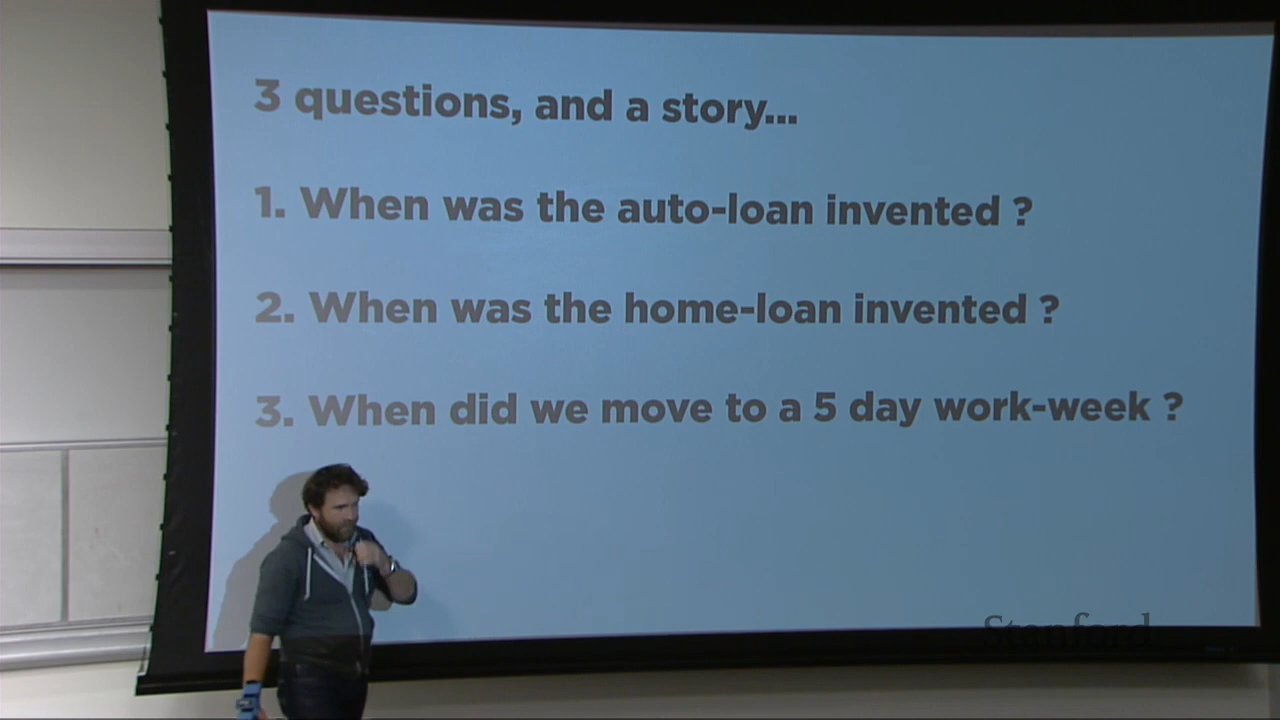 3 questions, and a story...
1. When was the auto-loan invented ?
2. When was the home-loan invented ?
3. When did we move to a 5 day work-week ?
Stanford